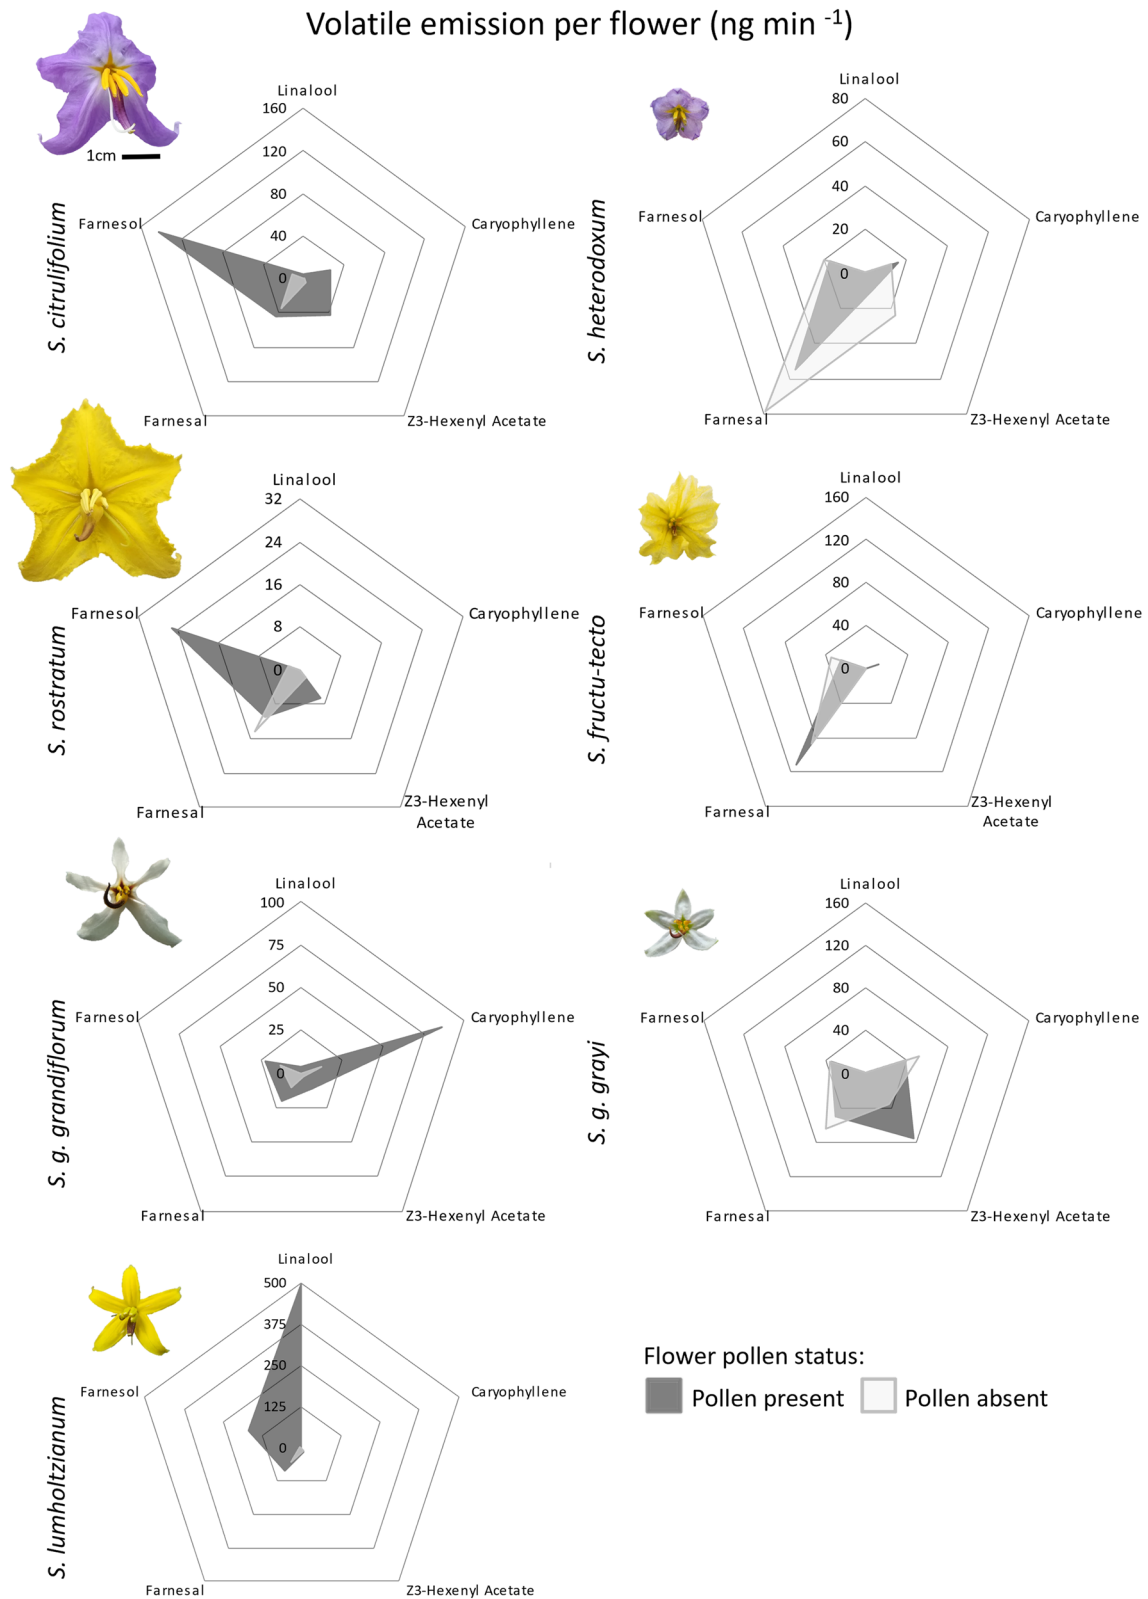 Volatile emission per flower (ng min -1)
1cm
S. citrulifolium
Linalool
160
120
80
40
0
Farnesol
Caryophyllene
Farnesal
Z3-Hexenyl Acetate
S. heterodoxum
Linalool
80
60
40
20
0
Farnesol
Caryophyllene
Farnesal
Z3-Hexenyl Acetate
S. rostratum
Linalool
32
24
16
8
0
Farnesol
Caryophyllene
Farnesal
Z3-Hexenyl
Acetate
S. fructu-tecto
Linalool
160
120
80
40
0
Farnesol
Caryophyllene
Farnesal
Z3-Hexenyl
Acetate
S. g. grandiflorum
Linalool
100
75
50
25
0
Farnesol
Caryophyllene
Farnesal
Z3-Hexenyl Acetate
S. g. grayi
Linalool
160
120
80
40
0
Farnesol
Caryophyllene
Farnesal
Z3-Hexenyl Acetate
S. lumholtzianum
Linalool
500
375
250
125
0
Farnesol
Caryophyllene
Farnesal
Z3-Hexenyl Acetate
Flower pollen status:
Pollen present
Pollen absent